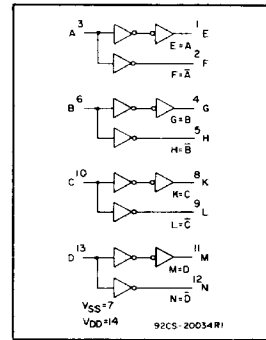 A 3 1 E
E=A
2 F
F=A̅
B 6 4 G
G=B
5 H
H=B̅
C 10 8 K
K=C
9 L
L=C̅
D 13 11 M
M=D
12 N
N=D̅
VSS=7
VDD=14
92CS-20034R1